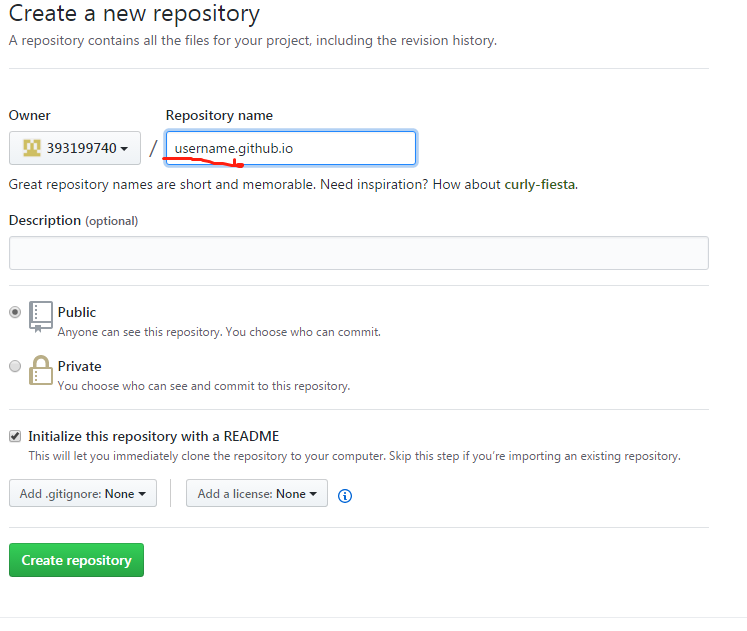 Create a new repository
A repository contains all the files for your project, including the revision history.
Owner Repository name
393199740 / username.github.io
Great repository names are short and memorable. Need inspiration? How about curly-fiesta.
Description (optional)
Public
Anyone can see this repository. You choose who can commit.
Private
You choose who can see and commit to this repository.
Initialize this repository with a README
This will let you immediately clone the repository to your computer. Skip this step if you're importing an existing repository.
Add .gitignore: None Add a license: None
Create repository